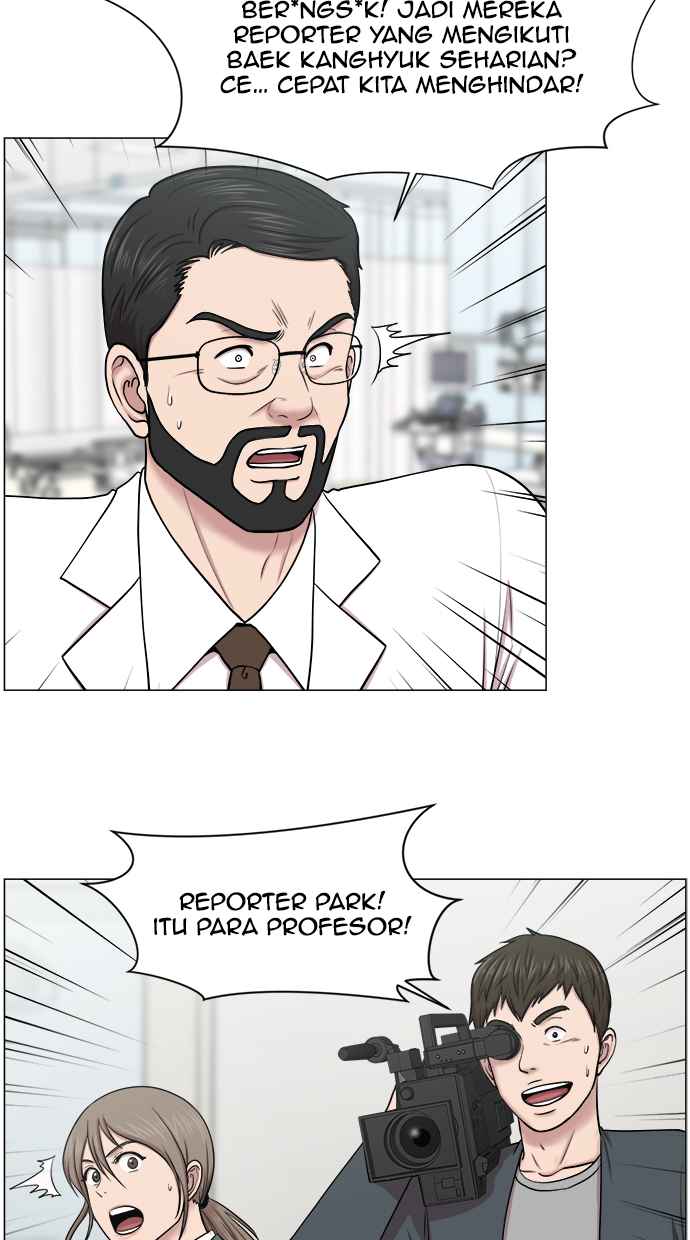 BER*NGS*K! JADI MEREKA
REPORTER YANG MENGIKUTI
BAEK KANGHYUK SEHARIAN?
CE... CEPAT KITA MENGHINDAR!
REPORTER PARK!
ITU PARA PROFESOR!